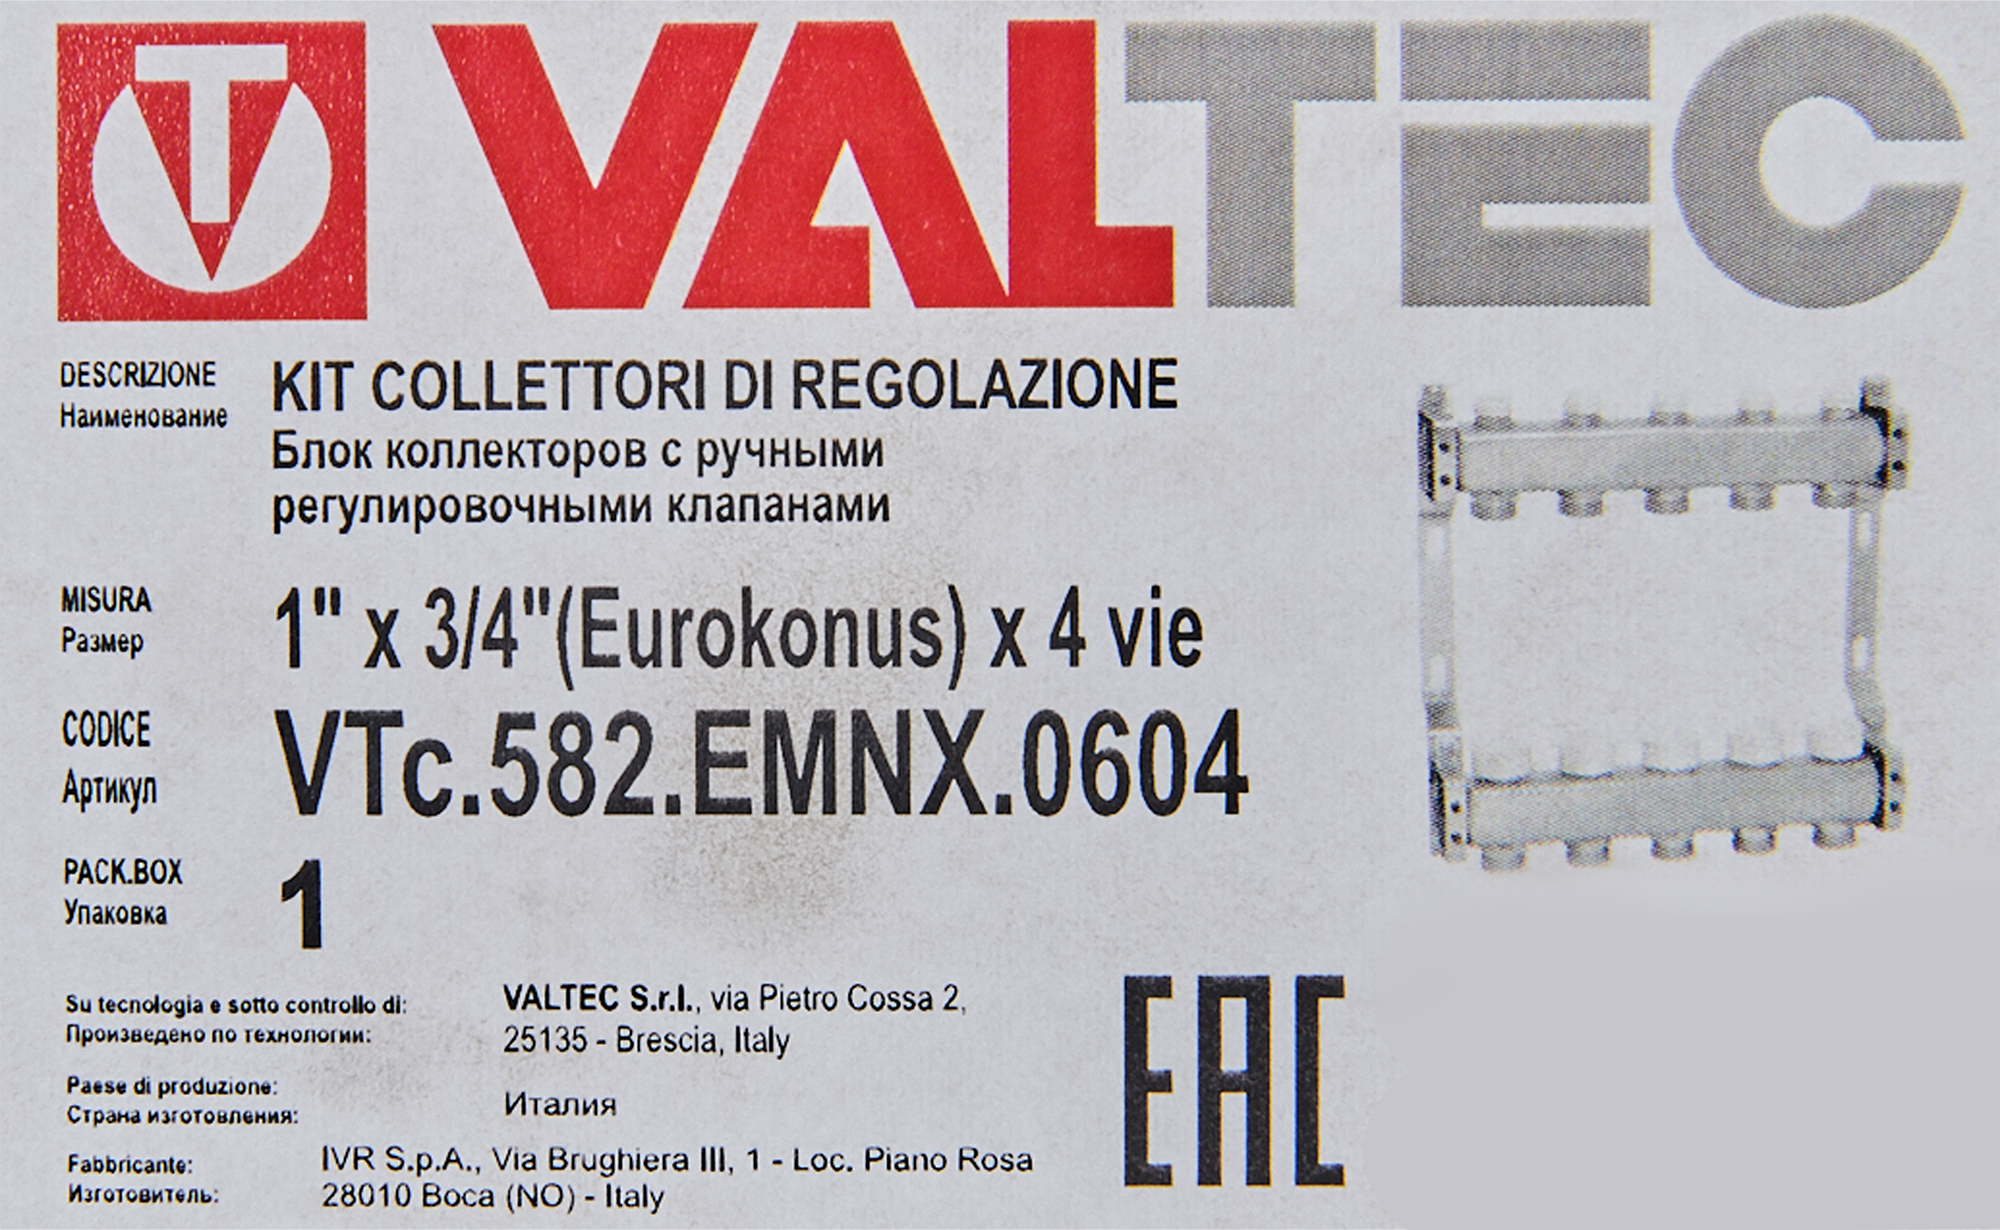 VT VALTEC
DESCRIZIONE
Наименование
KIT COLLETTORI DI REGOLAZIONE
Блок коллекторов с ручными
регулировочными клапанами
MISURA
Размер
1" x 3/4"(Eurokonus) x 4 vie
CODICE
Артикул
VTc.582.EMNX.0604
PACK.BOX
Упаковка
1
Su tecnologia e sotto controllo di:
Произведено по технологии:
VALTEC S.r.l., via Pietro Cossa 2,
25135 - Brescia, Italy
Paese di produzione:
Страна изготовления:
Италия
Fabbricante:
Изготовитель:
IVR S.p.A., Via Brughiera III, 1 - Loc. Piano Rosa
28010 Boca (NO) - Italy
EAC